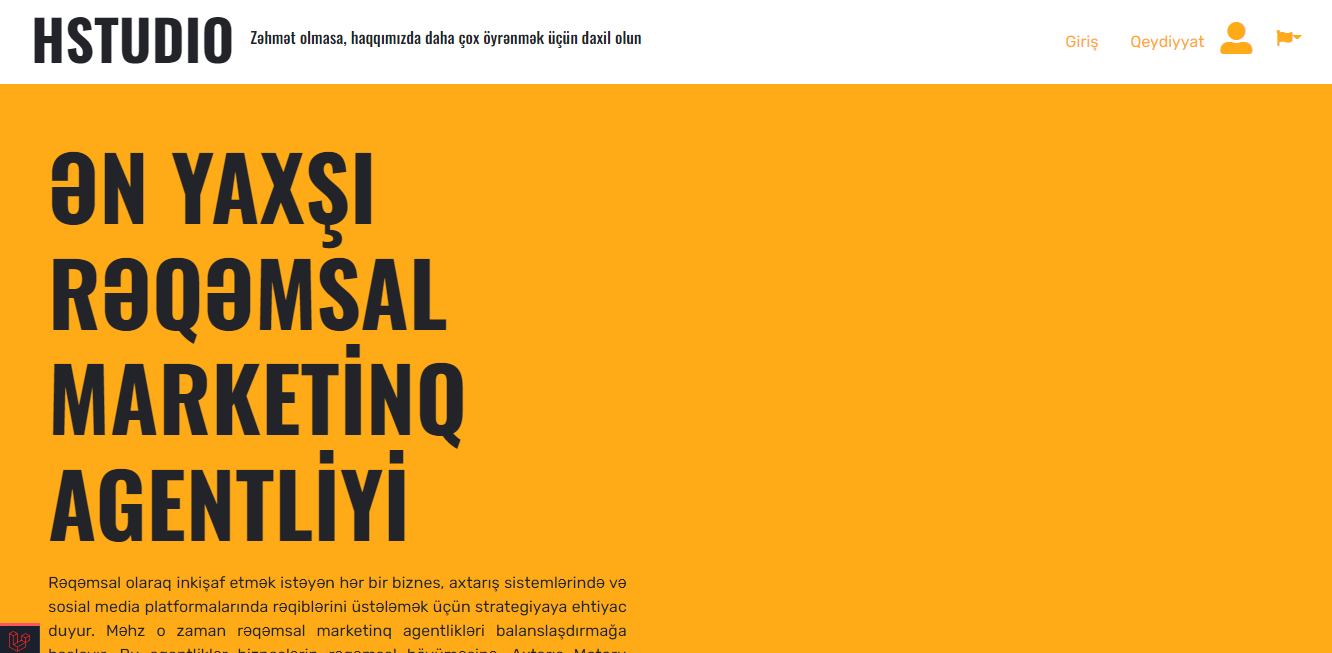 HSTUDIO
Zəhmət olmasa, haqqımızda daha çox öyrənmək üçün daxil olun
Giriş
Qeydiyyat
ƏN YAXŞI
RƏQƏMSAL
MARKETİNQ
AGENTLİYİ
Rəqəmsal olaraq inkişaf etmək istəyən hər bir biznes, axtarış sistemlərində və
sosial media platformalarında rəqiblərini üstələmək üçün strategiyaya ehtiyac
duyur. Məhz o zaman rəqəmsal marketinq agentlikləri balanslaşdırmağa